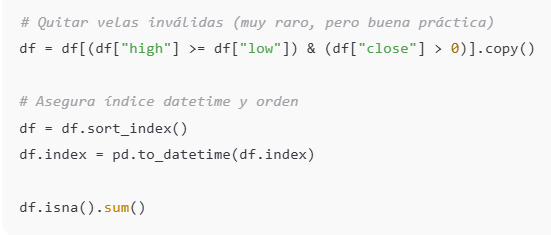 # Quitar velas inválidas (muy raro, pero buena práctica)
df = df[(df["high"] >= df["low"]) & (df["close"] > 0)].copy()
# Asegura índice datetime y orden
df = df.sort_index()
df.index = pd.to_datetime(df.index)
df.isna().sum()